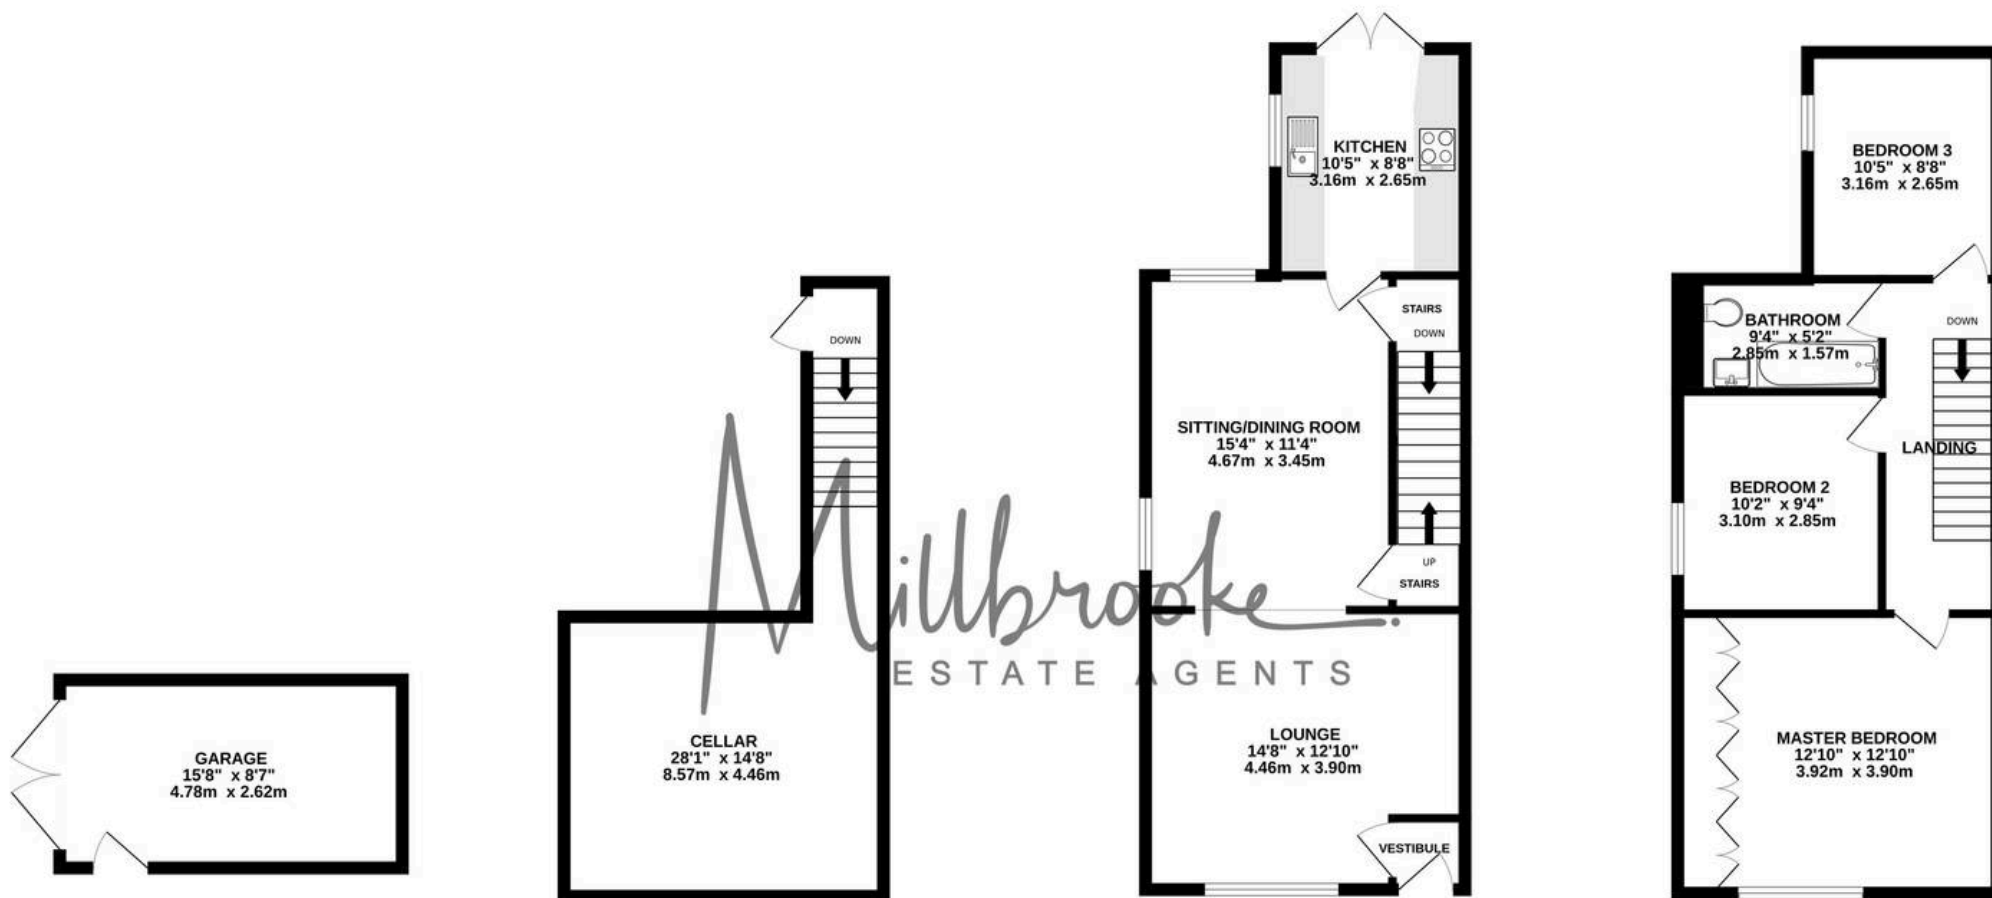 GARAGE
15'8" x 8'7"
4.78m x 2.62m
DOWN
CELLAR
28'1" x 14'8"
8.57m x 4.46m
KITCHEN
10'5" x 8'8"
3.16m x 2.65m
STAIRS
DOWN
SITTING/DINING ROOM
15'4" x 11'4"
4.67m x 3.45m
UP
STAIRS
LOUNGE
14'8" x 12'10"
4.46m x 3.90m
VESTIBULE
BEDROOM 3
10'5" x 8'8"
3.16m x 2.65m
BATHROOM
9'4" x 5'2"
2.85m x 1.57m
DOWN
LANDING
BEDROOM 2
10'2" x 9'4"
3.10m x 2.85m
MASTER BEDROOM
12'10" x 12'10"
3.92m x 3.90m
Millbrooke
ESTATE AGENTS